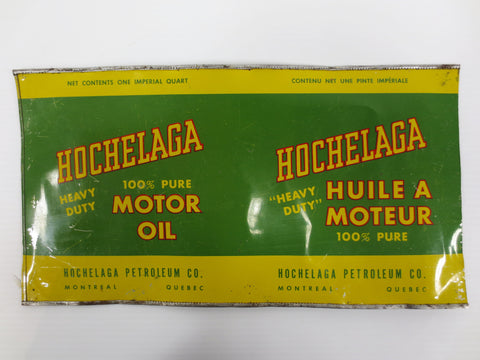 NET CONTENTS ONE IMPERIAL QUART
HOCHELAGA
HEAVY DUTY
100% PURE
MOTOR
OIL
HOCHELAGA PETROLEUM CO.
MONTREAL QUEBEC
CONTENU NET UNE PINTE IMPÉRIALE
HOCHELAGA
"HEAVY DUTY"
HUILE A
MOTEUR
100% PURE
HOCHELAGA PETROLEUM CO.
MONTREAL. QUEBEC